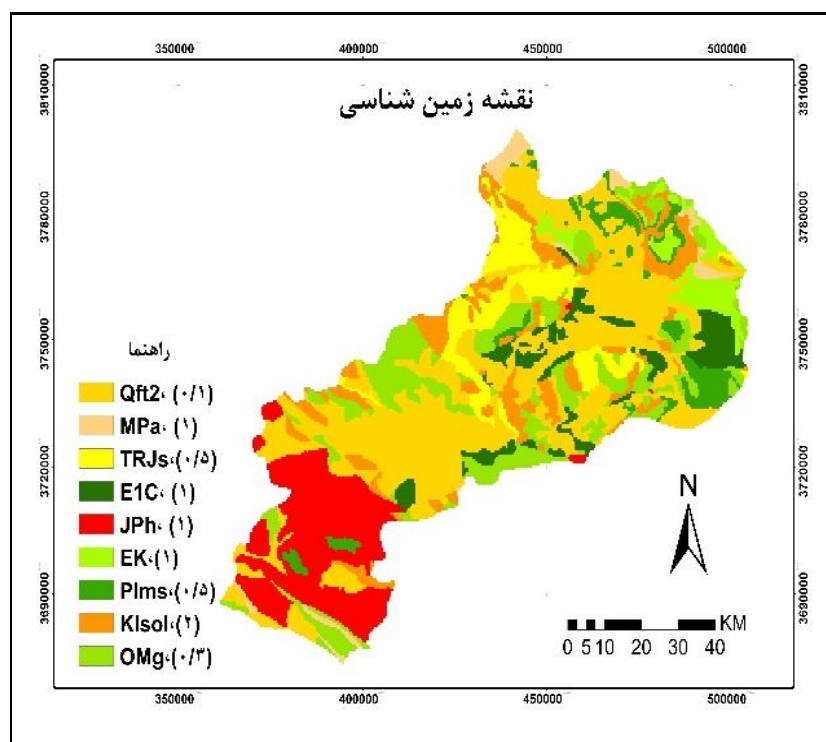 350000 400000 450000 500000
3810000
3780000
3750000
3720000
3690000
نقشه زمین شناسی
راهنما
Qft2، (۰/۱)
MPa، (۱)
TRJs،(۰/۵)
E1C، (۱)
JPh، (۱)
EK،(۱)
Plms،(۰/۵)
Klsol،(۲)
OMg،(۰/۳)
N
KM
0 5 10 20 30 40
3810000
3780000
3750000
3720000
3690000
350000 400000 450000 500000